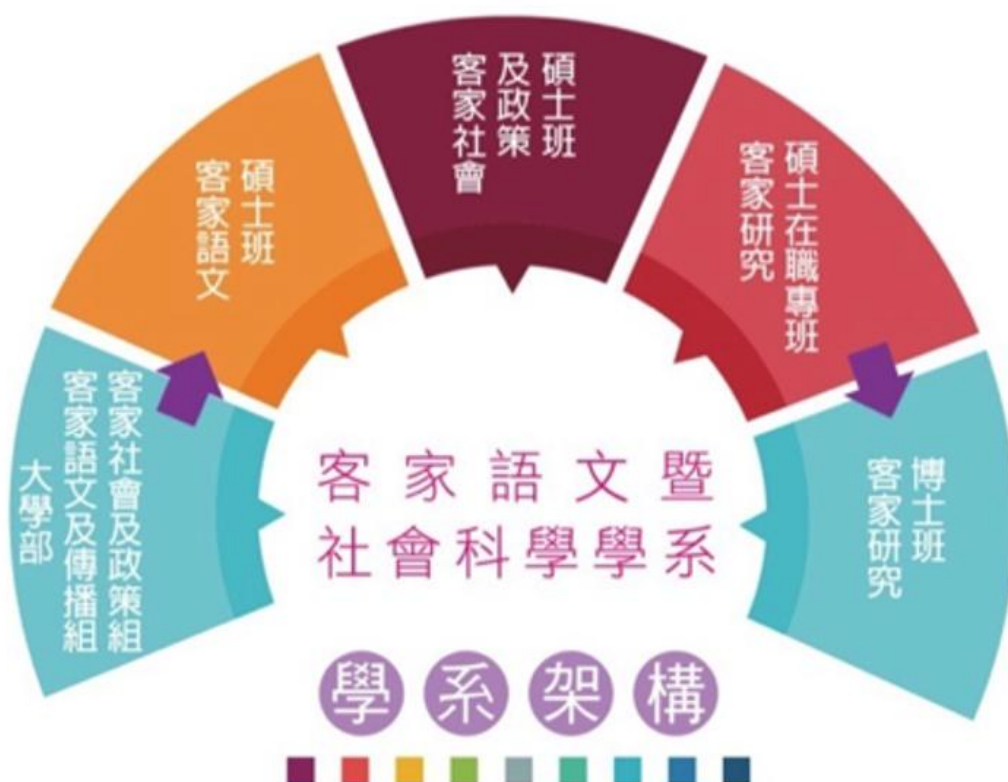 大學部
客家語文及傳播組
客家社會及政策組
客家語文
碩士班
客家社會
及政策
碩士班
客家研究
碩士在職專班
客家研究
博士班
客家語文暨
社會科學學系
學系架構